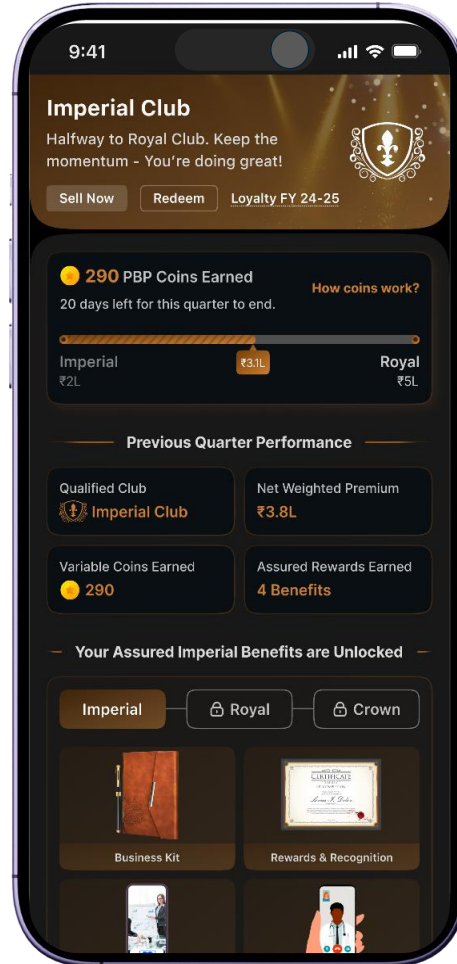 9:41
Imperial Club
Halfway to Royal Club. Keep the
momentum - You're doing great!
Sell Now
Redeem
Loyalty FY 24-25
290 PBP Coins Earned
How coins work?
20 days left for this quarter to end.
₹3.1L
Imperial
Royal
₹2L
₹5L
Previous Quarter Performance
Qualified Club
Imperial Club
Net Weighted Premium
₹3.8L
Variable Coins Earned
290
Assured Rewards Earned
4 Benefits
Your Assured Imperial Benefits are Unlocked
Imperial
Royal
Crown
CERTIFICATE
Business Kit
Rewards & Recognition